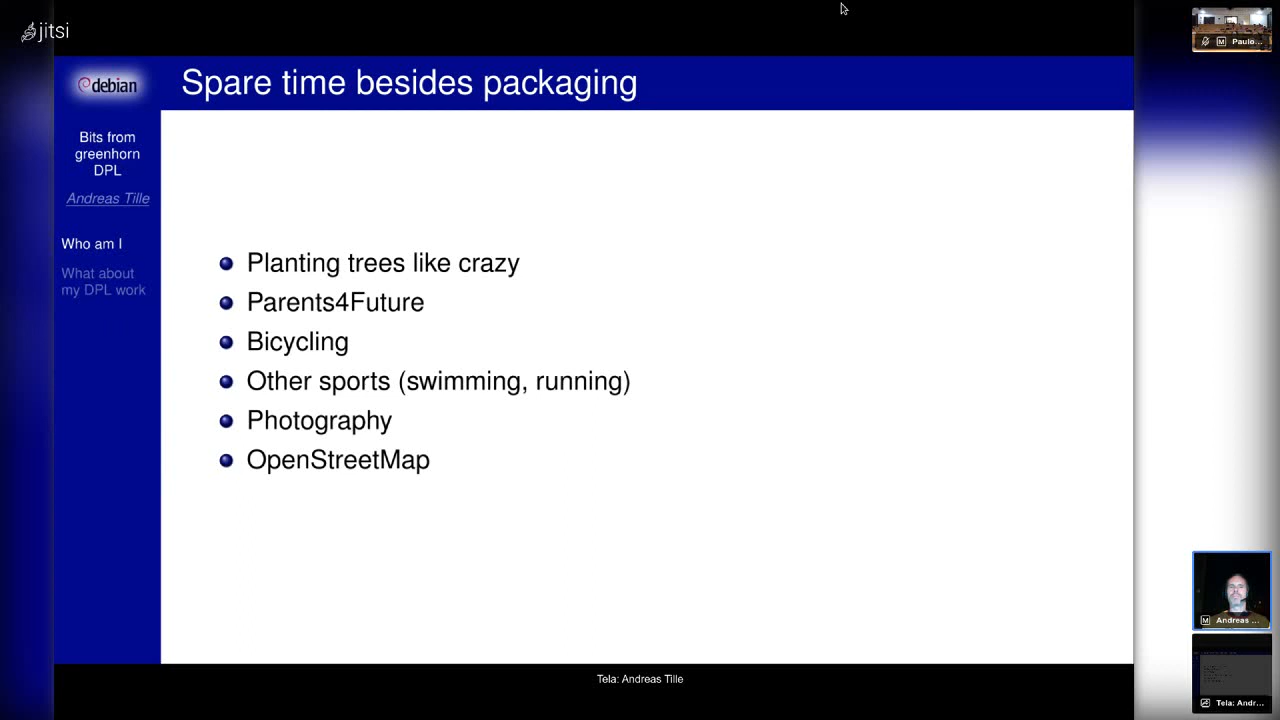 jitsi
Paulo...
debian
Spare time besides packaging
Bits from
greenhorn
DPL
Andreas Tille
Who am I
What about
my DPL work
Planting trees like crazy
Parents4Future
Bicycling
Other sports (swimming, running)
Photography
OpenStreetMap
M
Andreas ...
Tela: Andr...
Tela: Andreas Tille